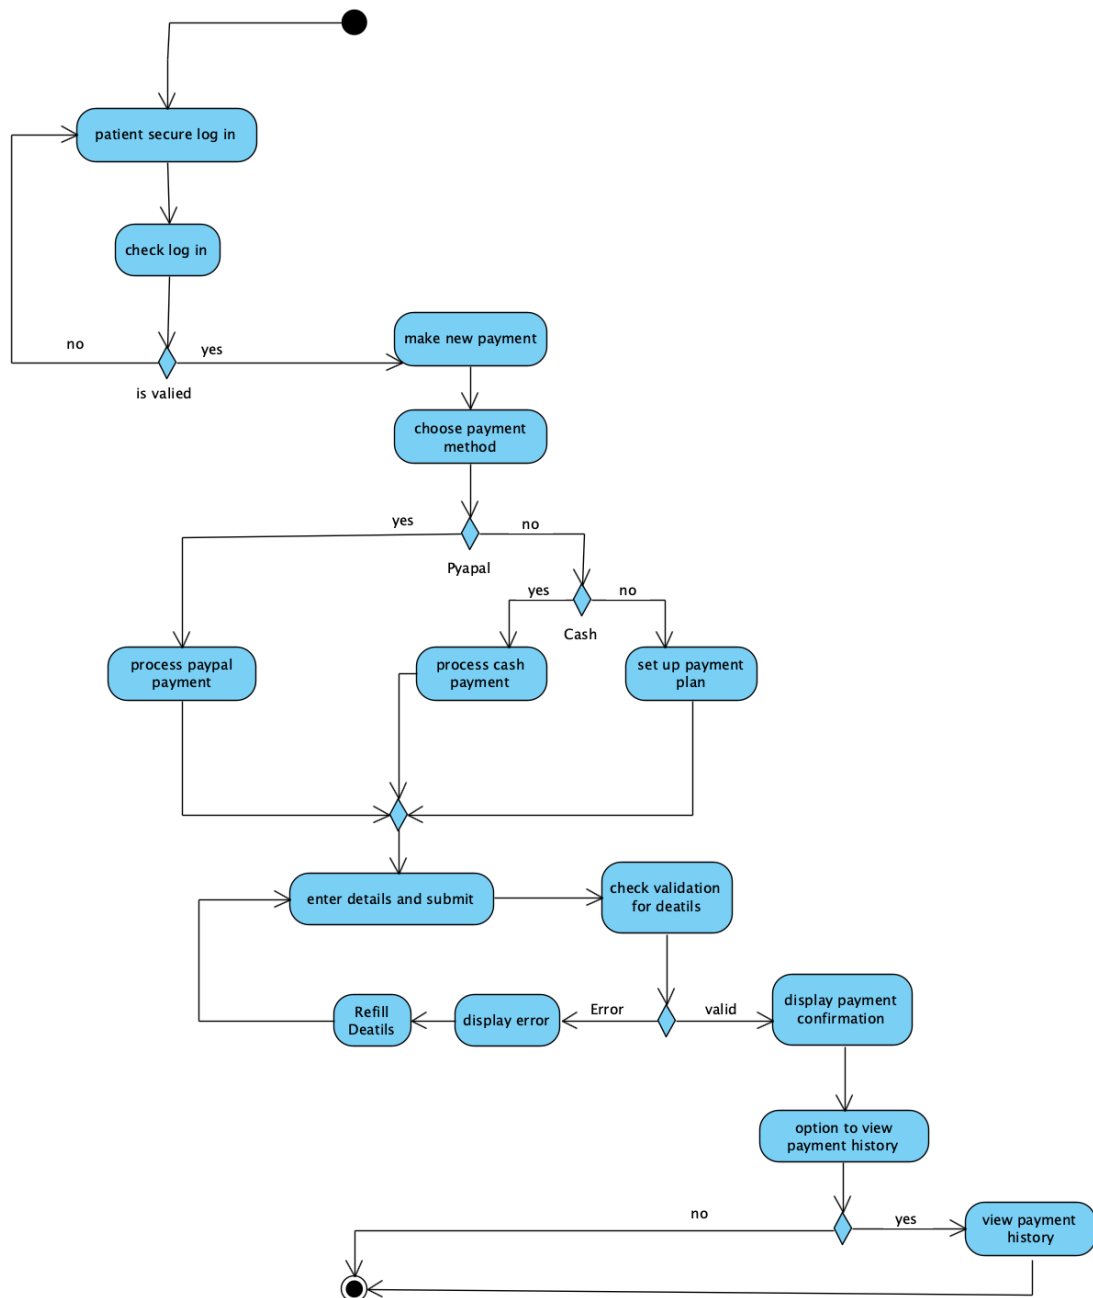 patient secure log in
check log in
no
yes
is valied
make new payment
choose payment
method
yes
no
Pyapal
yes
no
Cash
process paypal
payment
process cash
payment
set up payment
plan
enter details and submit
check validation
for deatils
Refill
Deatils
display error
Error
valid
display payment
confirmation
option to view
payment history
no
yes
view payment
history